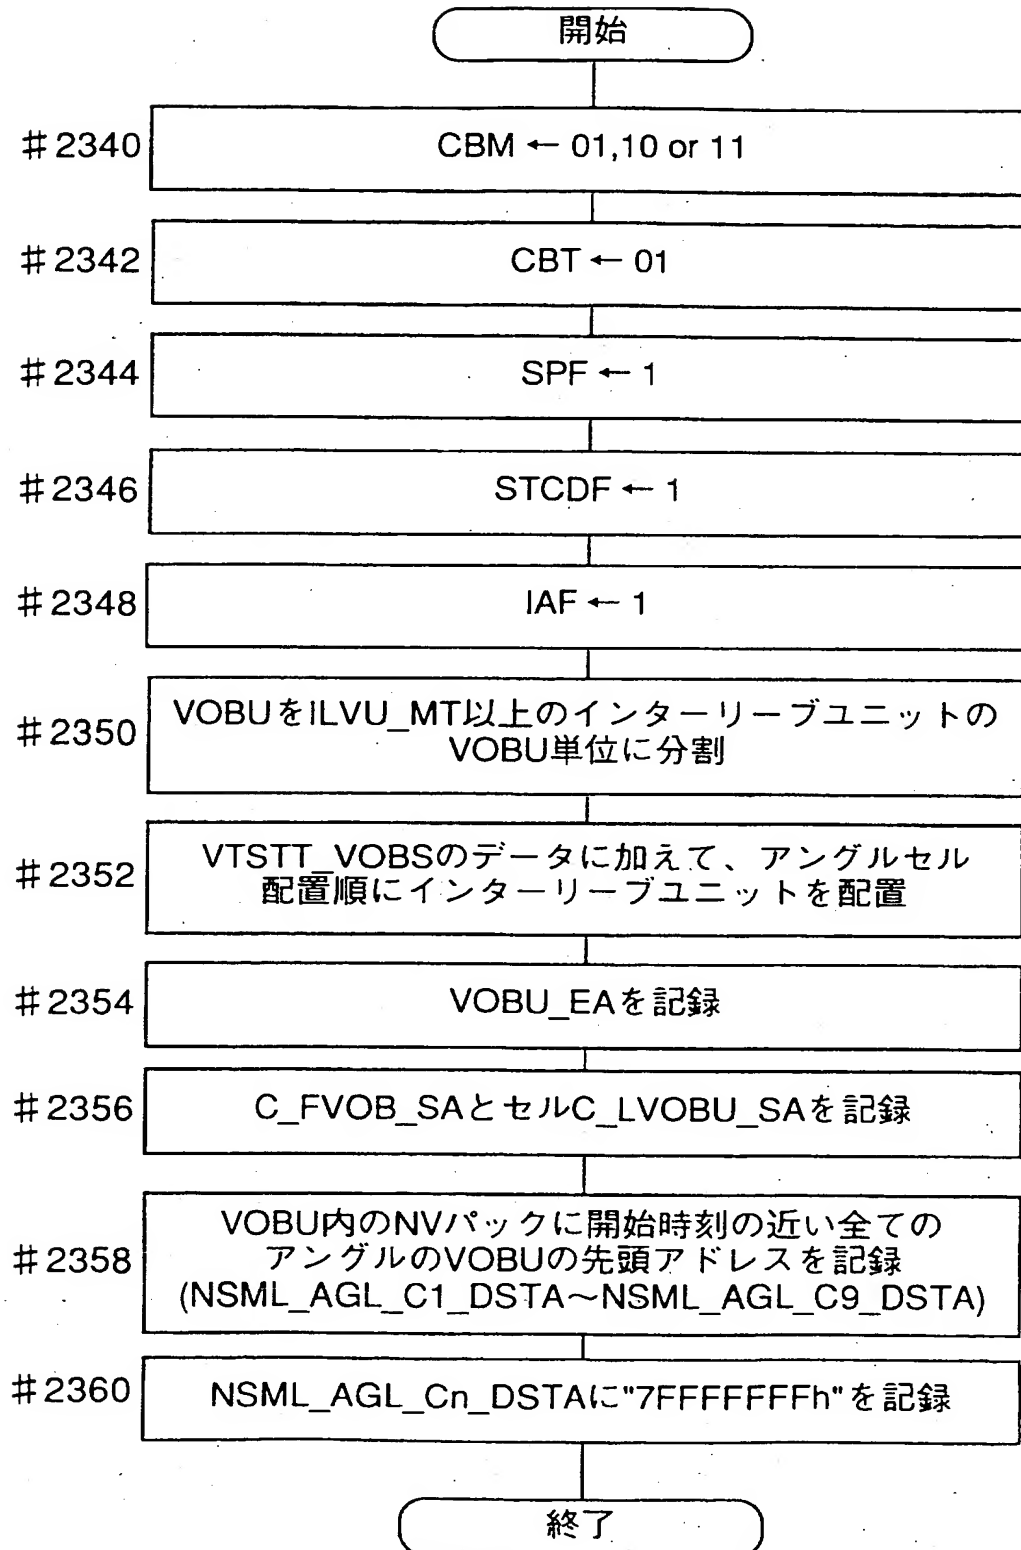 開始
#2340
CBM ← 01,10 or 11
#2342
CBT ← 01
#2344
SPF ← 1
#2346
STCDF ← 1
#2348
IAF ← 1
#2350
VOBUをILVU_MT以上のインターリーブユニットの
VOBU単位に分割
#2352
VTSTT_VOBSのデータに加えて、アングルセル
配置順にインターリーブユニットを配置
#2354
VOBU_EAを記録
#2356
C_FVOB_SAとセルC_LVOBU_SAを記録
#2358
VOBU内のNVパックに開始時刻の近い全ての
アングルのVOBUの先頭アドレスを記録
(NSML_AGL_C1_DSTA～NSML_AGL_C9_DSTA)
#2360
NSML_AGL_Cn_DSTAに"7FFFFFFFh"を記録
終了